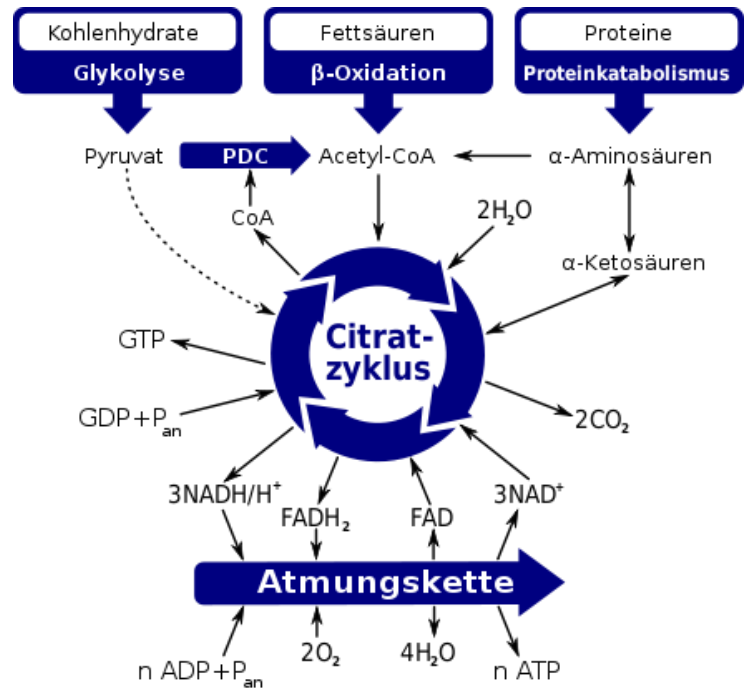 Kohlenhydrate
Fettsäuren
Proteine
Glykolyse
β-Oxidation
Proteinkatabolismus
Pyruvat
PDC
Acetyl-CoA
α-Aminosäuren
CoA
2H₂O
α-Ketosäuren
Citrat-
zyklus
GTP
GDP+Pₐₙ
2CO₂
3NADH/H⁺
FADH₂
FAD
3NAD⁺
Atmungskette
n ADP+Pₐₙ
2O₂
4H₂O
n ATP